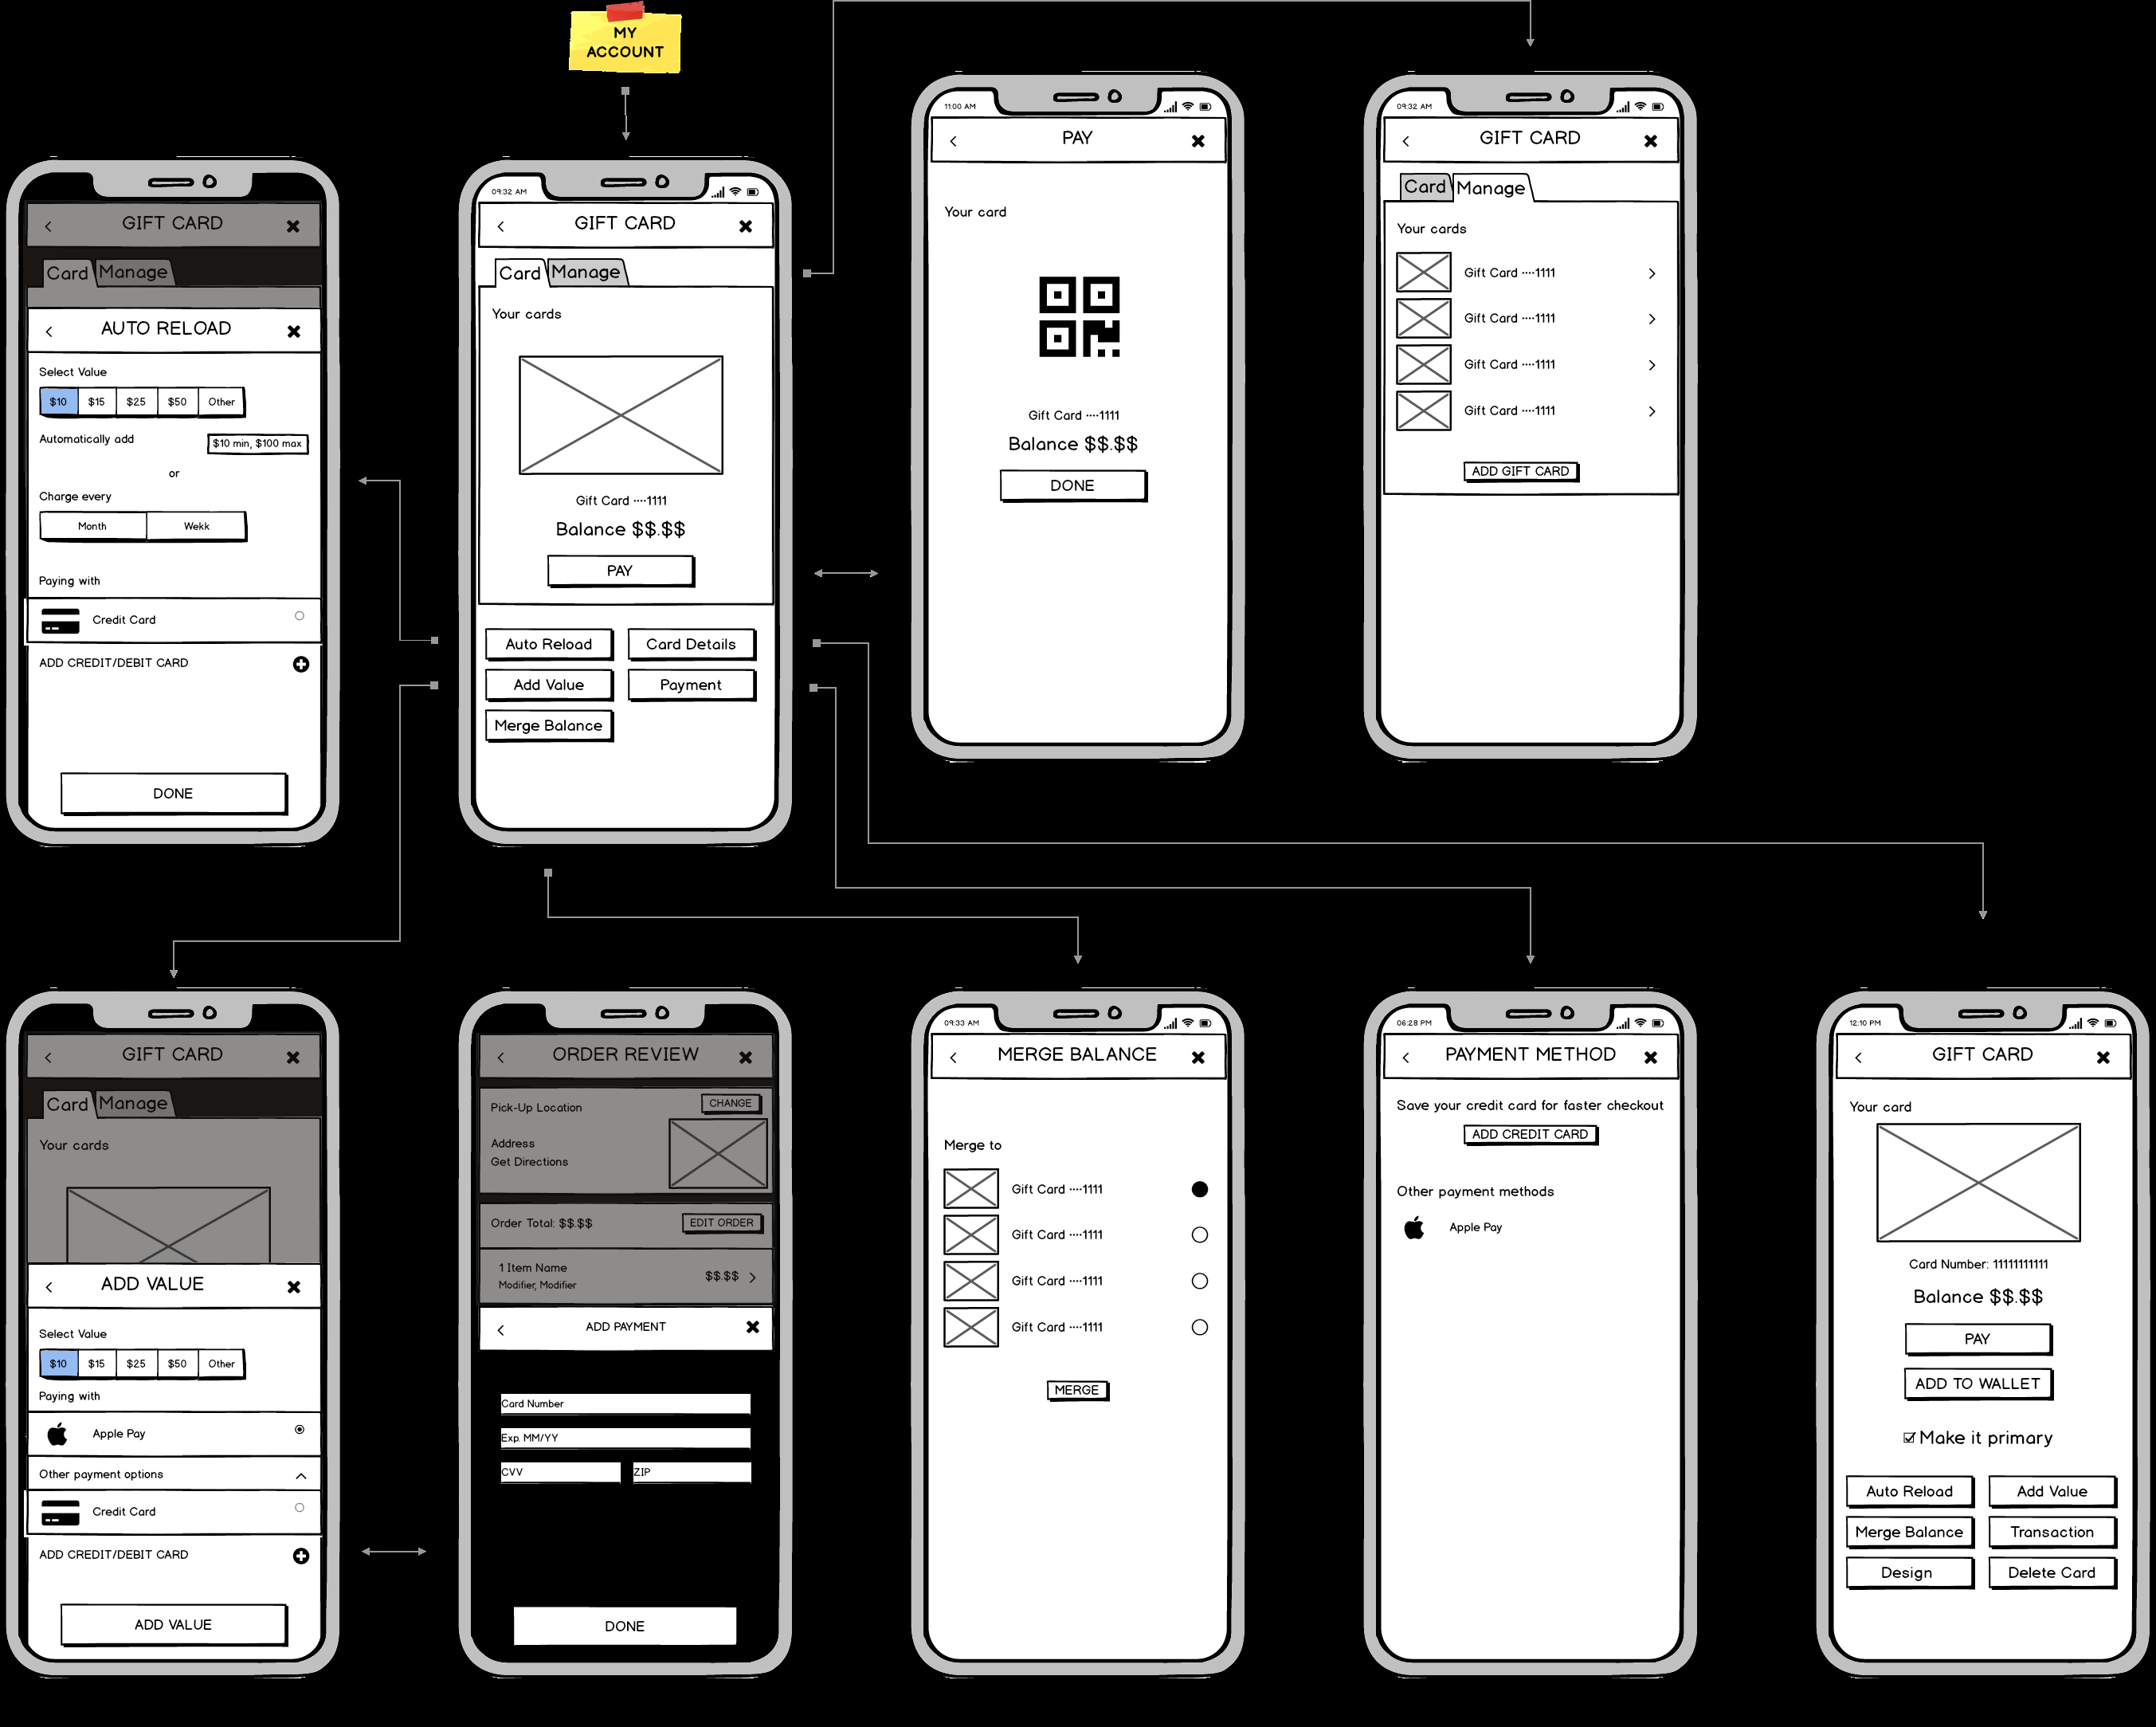 MY
ACCOUNT
GIFT CARD
Card Manage
AUTO RELOAD
Select Value
$10 $15 $25 $50 Other
Automatically add $10 min, $100 max
or
Charge every
Month Wekk
Paying with
Credit Card
ADD CREDIT/DEBIT CARD
DONE
09:32 AM
GIFT CARD
Card Manage
Your cards
Gift Card ····1111
Balance $$.$$
PAY
Auto Reload Card Details
Add Value Payment
Merge Balance
11:00 AM
PAY
Your card
Gift Card ····1111
Balance $$.$$
DONE
09:32 AM
GIFT CARD
Card Manage
Your cards
Gift Card ····1111
Gift Card ····1111
Gift Card ····1111
Gift Card ····1111
ADD GIFT CARD
GIFT CARD
Card Manage
Your cards
ADD VALUE
Select Value
$10 $15 $25 $50 Other
Paying with
Apple Pay
Other payment options
Credit Card
ADD CREDIT/DEBIT CARD
ADD VALUE
ORDER REVIEW
Pick-Up Location CHANGE
Address
Get Directions
Order Total: $$.$$ EDIT ORDER
1 Item Name $$.$$
Modifier, Modifier
ADD PAYMENT
Card Number
Exp. MM/YY
CVV ZIP
DONE
09:33 AM
MERGE BALANCE
Merge to
Gift Card ····1111
Gift Card ····1111
Gift Card ····1111
Gift Card ····1111
MERGE
06:28 PM
PAYMENT METHOD
Save your credit card for faster checkout
ADD CREDIT CARD
Other payment methods
Apple Pay
12:10 PM
GIFT CARD
Your card
Card Number: 11111111111
Balance $$.$$
PAY
ADD TO WALLET
Make it primary
Auto Reload Add Value
Merge Balance Transaction
Design Delete Card